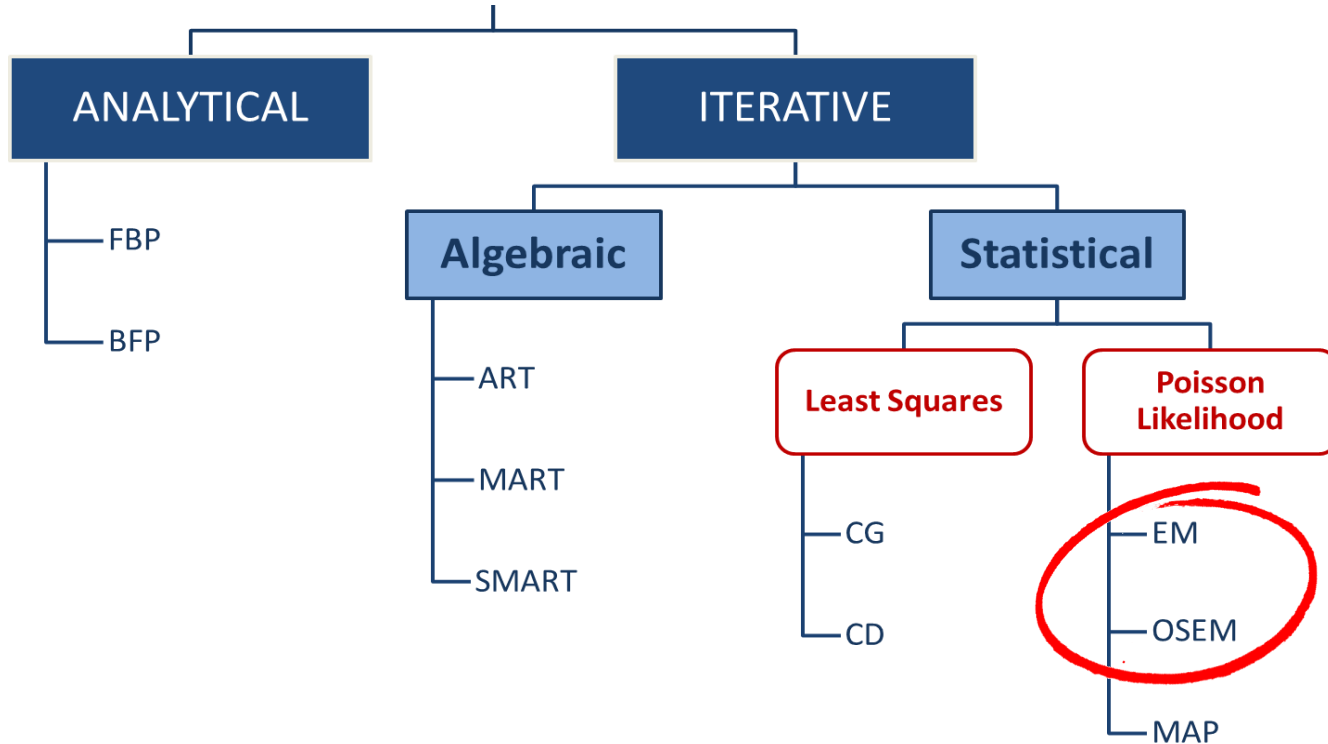 ANALYTICAL
ITERATIVE
FBP
BFP
Algebraic
Statistical
ART
MART
SMART
Least Squares
Poisson
Likelihood
CG
CD
EM
OSEM
MAP